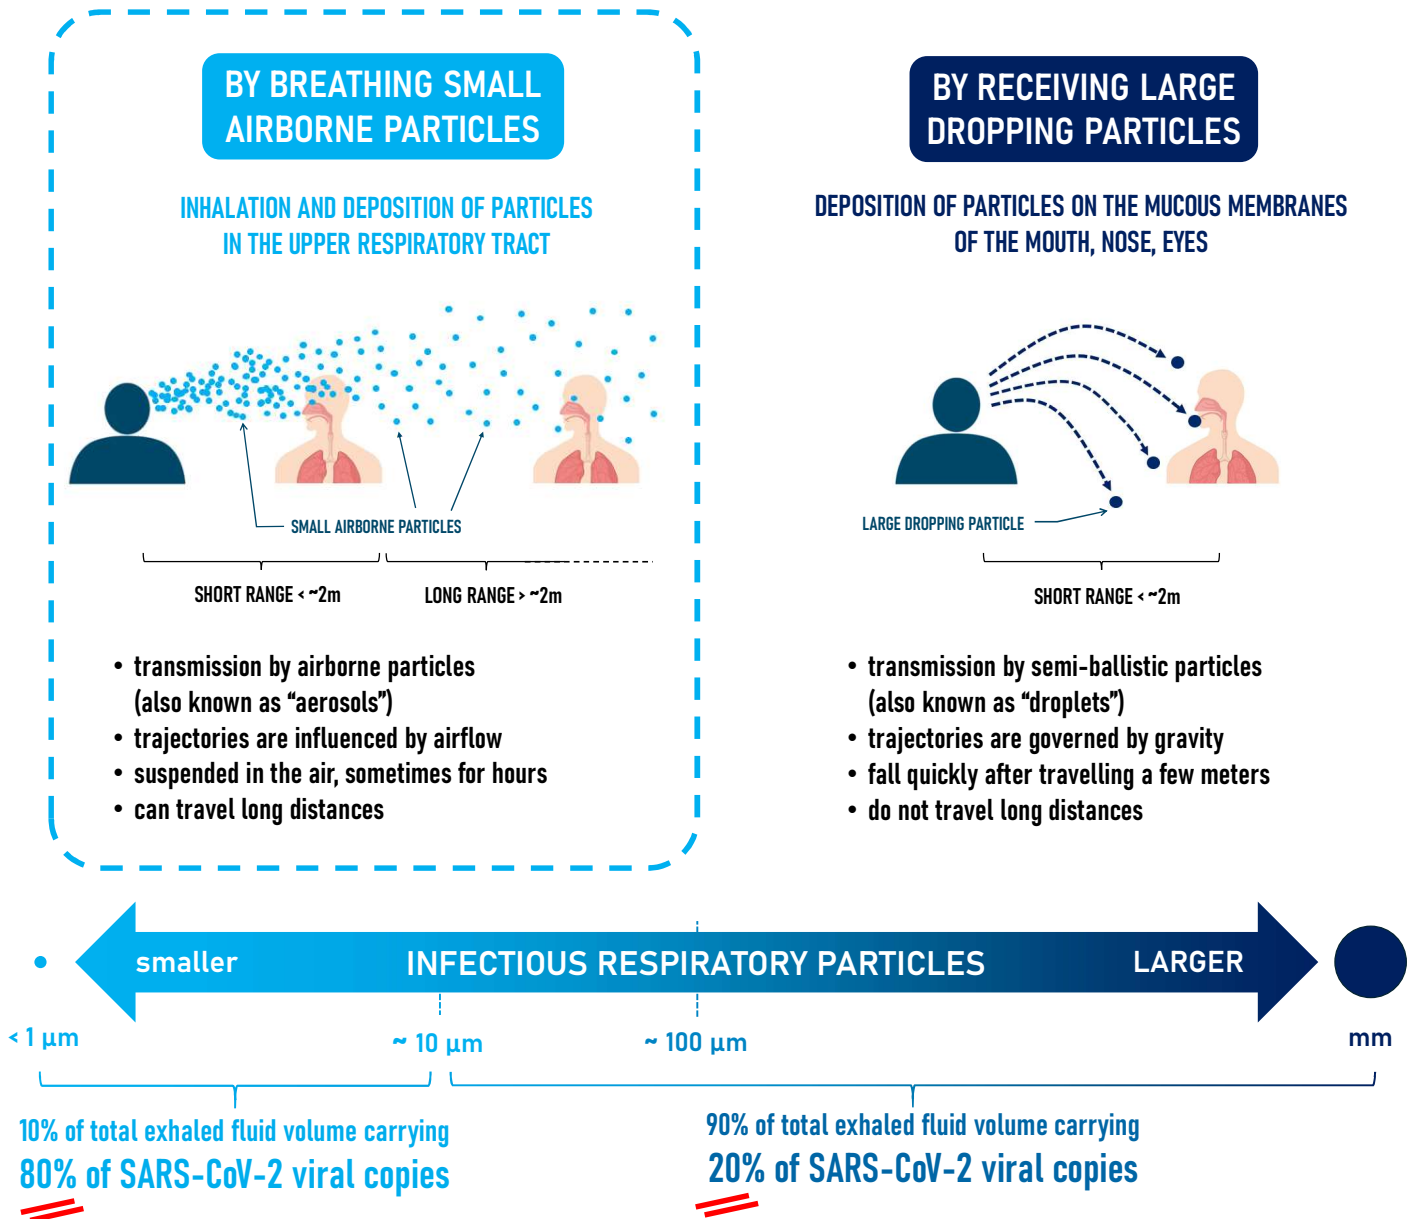 BY BREATHING SMALL
AIRBORNE PARTICLES
INHALATION AND DEPOSITION OF PARTICLES
IN THE UPPER RESPIRATORY TRACT
SMALL AIRBORNE PARTICLES
SHORT RANGE < ~2m
LONG RANGE > ~2m
• transmission by airborne particles
(also known as “aerosols”)
• trajectories are influenced by airflow
• suspended in the air, sometimes for hours
• can travel long distances
BY RECEIVING LARGE
DROPPING PARTICLES
DEPOSITION OF PARTICLES ON THE MUCOUS MEMBRANES
OF THE MOUTH, NOSE, EYES
LARGE DROPPING PARTICLE
SHORT RANGE < ~2m
• transmission by semi-ballistic particles
(also known as “droplets”)
• trajectories are governed by gravity
• fall quickly after travelling a few meters
• do not travel long distances
smaller
INFECTIOUS RESPIRATORY PARTICLES
LARGER
< 1 µm
~ 10 µm
~ 100 µm
mm
10% of total exhaled fluid volume carrying
80% of SARS-CoV-2 viral copies
90% of total exhaled fluid volume carrying
20% of SARS-CoV-2 viral copies